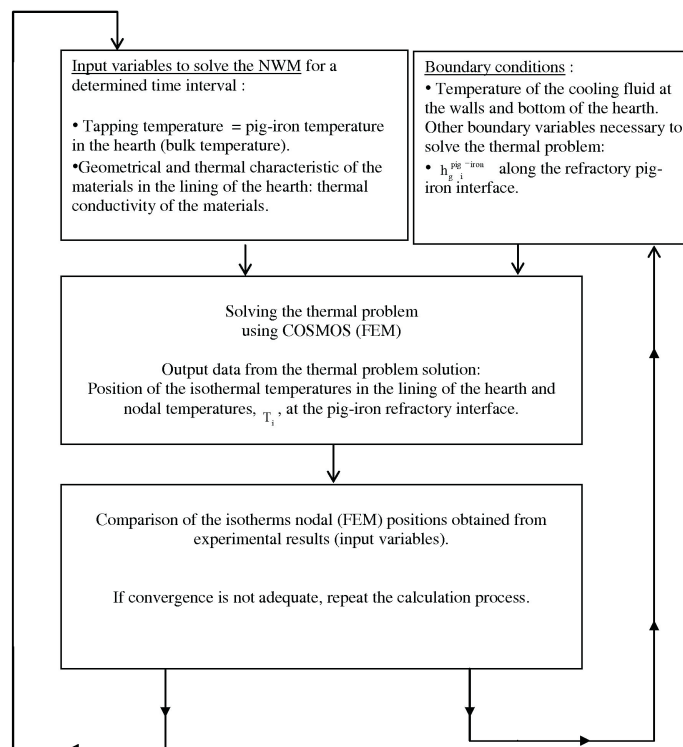 Input variables to solve the NWM for a
determined time interval :
• Tapping temperature = pig-iron temperature
in the hearth (bulk temperature).
•Geometrical and thermal characteristic of the
materials in the lining of the hearth: thermal
conductivity of the materials.
Boundary conditions :
• Temperature of the cooling fluid at
the walls and bottom of the hearth.
Other boundary variables necessary to
solve the thermal problem:
• h g i pig −iron along the refractory pig-
iron interface.
Solving the thermal problem
using COSMOS (FEM)
Output data from the thermal problem solution:
Position of the isothermal temperatures in the lining of the hearth and
nodal temperatures, T i , at the pig-iron refractory interface.
Comparison of the isotherms nodal (FEM) positions obtained from
experimental results (input variables).
If convergence is not adequate, repeat the calculation process.